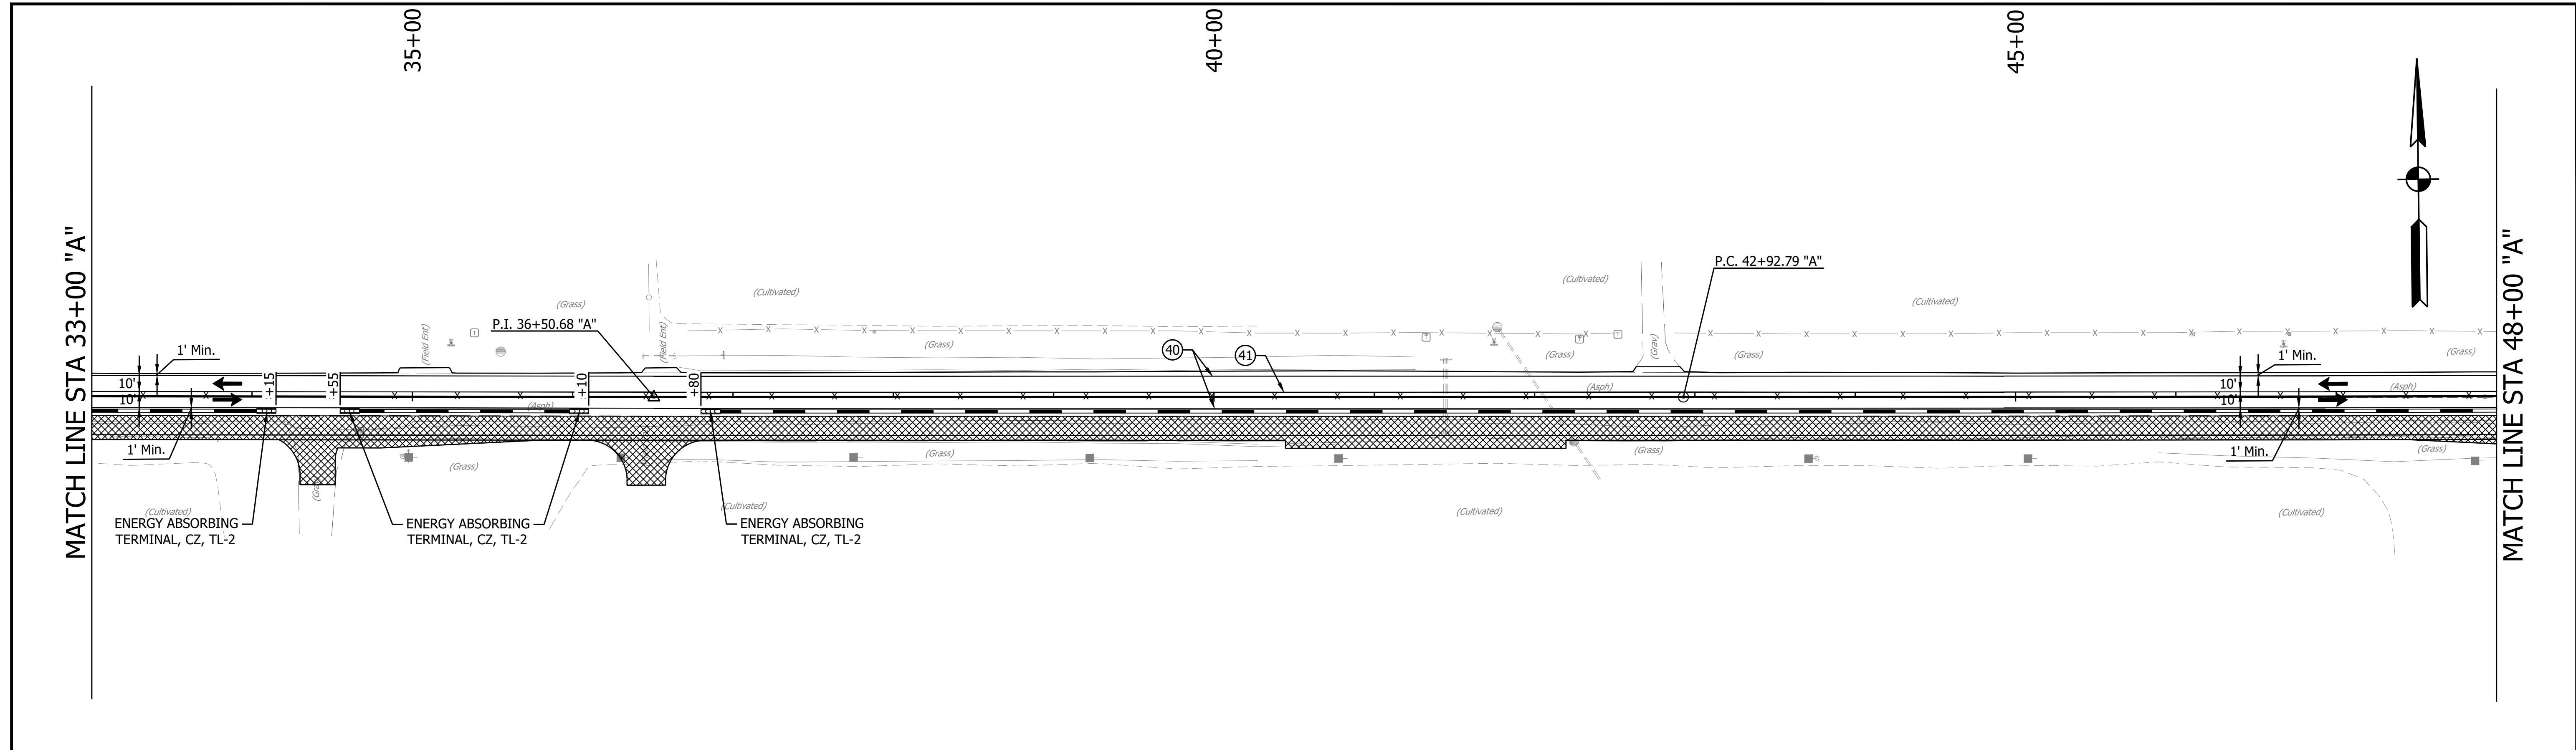 35+00
40+00
45+00
MATCH LINE STA 33+00 "A"
MATCH LINE STA 48+00 "A"
P.C. 42+92.79 "A"
(Cultivated)
(Cultivated)
(Cultivated)
(Grass)
P.I. 36+50.68 "A"
(Field Ent)
(Field Ent)
(Grass)
(Grass)
(Grav)
(Grass)
(Grass)
1' Min.
40
41
1' Min.
10'
10'
+15
+55
+10
+80
(Asph)
(Asph)
(Asph)
10'
10'
1' Min.
(Grass)
(Grass)
(Grass)
1' Min.
(Grass)
(Cultivated)
(Cultivated)
(Cultivated)
(Cultivated)
ENERGY ABSORBING
TERMINAL, CZ, TL-2
ENERGY ABSORBING
TERMINAL, CZ, TL-2
ENERGY ABSORBING
TERMINAL, CZ, TL-2